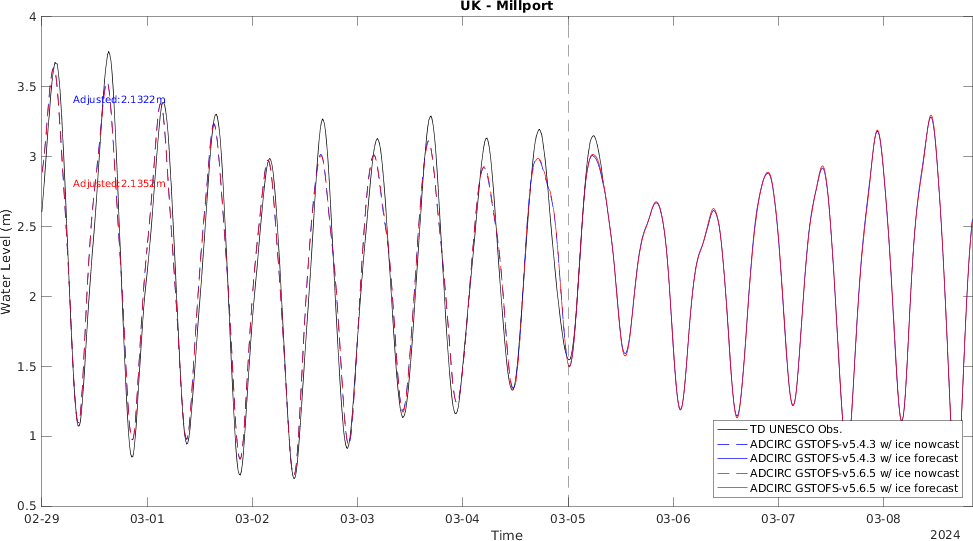 UK - Millport
4
3.5
3
2.5
2
1.5
1
0.5
Water Level (m)
Adjusted:2.1322m
Adjusted:2.1352m
TD UNESCO Obs.
ADCIRC GSTOFS-v5.4.3 w/ ice nowcast
ADCIRC GSTOFS-v5.4.3 w/ ice forecast
ADCIRC GSTOFS-v5.6.5 w/ ice nowcast
ADCIRC GSTOFS-v5.6.5 w/ ice forecast
02-29 03-01 03-02 03-03 03-04 03-05 03-06 03-07 03-08
Time
2024